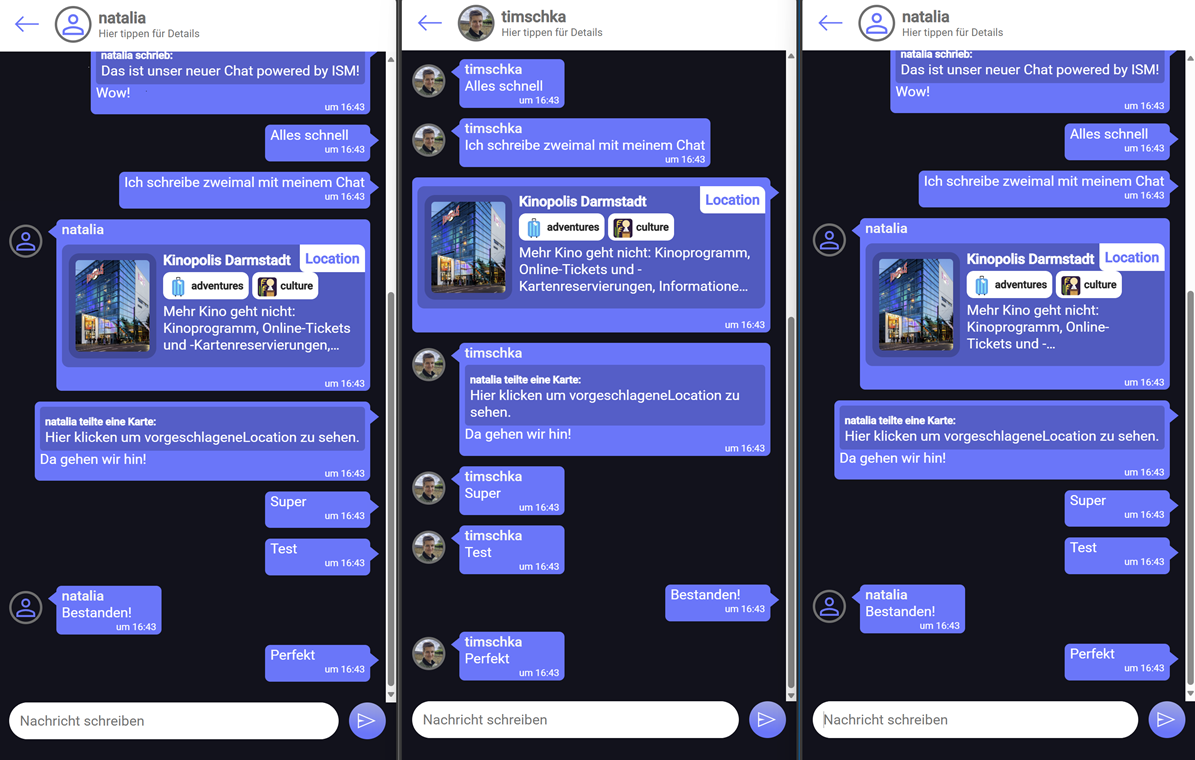 natalia
Hier tippen für Details
natalia schrieb:
Das ist unser neuer Chat powered by ISM!
Wow!
um 16:43
Alles schnell
um 16:43
Ich schreibe zweimal mit meinem Chat
um 16:43
natalia
Kinopolis Darmstadt
Location
adventures
culture
Mehr Kino geht nicht:
Kinoprogramm, Online-Tickets
und -Kartenreservierungen,...
um 16:43
natalia teilte eine Karte:
Hier klicken um vorgeschlageneLocation zu sehen.
Da gehen wir hin!
um 16:43
Super
um 16:43
Test
um 16:43
natalia
Bestanden!
um 16:43
Perfekt
um 16:43
Nachricht schreiben
timschka
Hier tippen für Details
timschka
Alles schnell
um 16:43
timschka
Ich schreibe zweimal mit meinem Chat
um 16:43
Kinopolis Darmstadt
Location
adventures
culture
Mehr Kino geht nicht: Kinoprogramm,
Online-Tickets und -
Kartenreservierungen, Informatione...
um 16:43
timschka
natalia teilte eine Karte:
Hier klicken um vorgeschlageneLocation zu
sehen.
Da gehen wir hin!
um 16:43
timschka
Super
um 16:43
timschka
Test
um 16:43
Bestanden!
um 16:43
timschka
Perfekt
um 16:43
Nachricht schreiben
natalia
Hier tippen für Details
natalia schrieb:
Das ist unser neuer Chat powered by ISM!
Wow!
um 16:43
Alles schnell
um 16:43
Ich schreibe zweimal mit meinem Chat
um 16:43
natalia
Kinopolis Darmstadt
Location
adventures
culture
Mehr Kino geht nicht:
Kinoprogramm, Online-
Tickets und -...
um 16:43
natalia teilte eine Karte:
Hier klicken um vorgeschlageneLocation zu sehen.
Da gehen wir hin!
um 16:43
Super
um 16:43
Test
um 16:43
natalia
Bestanden!
um 16:43
Perfekt
um 16:43
Nachricht schreiben